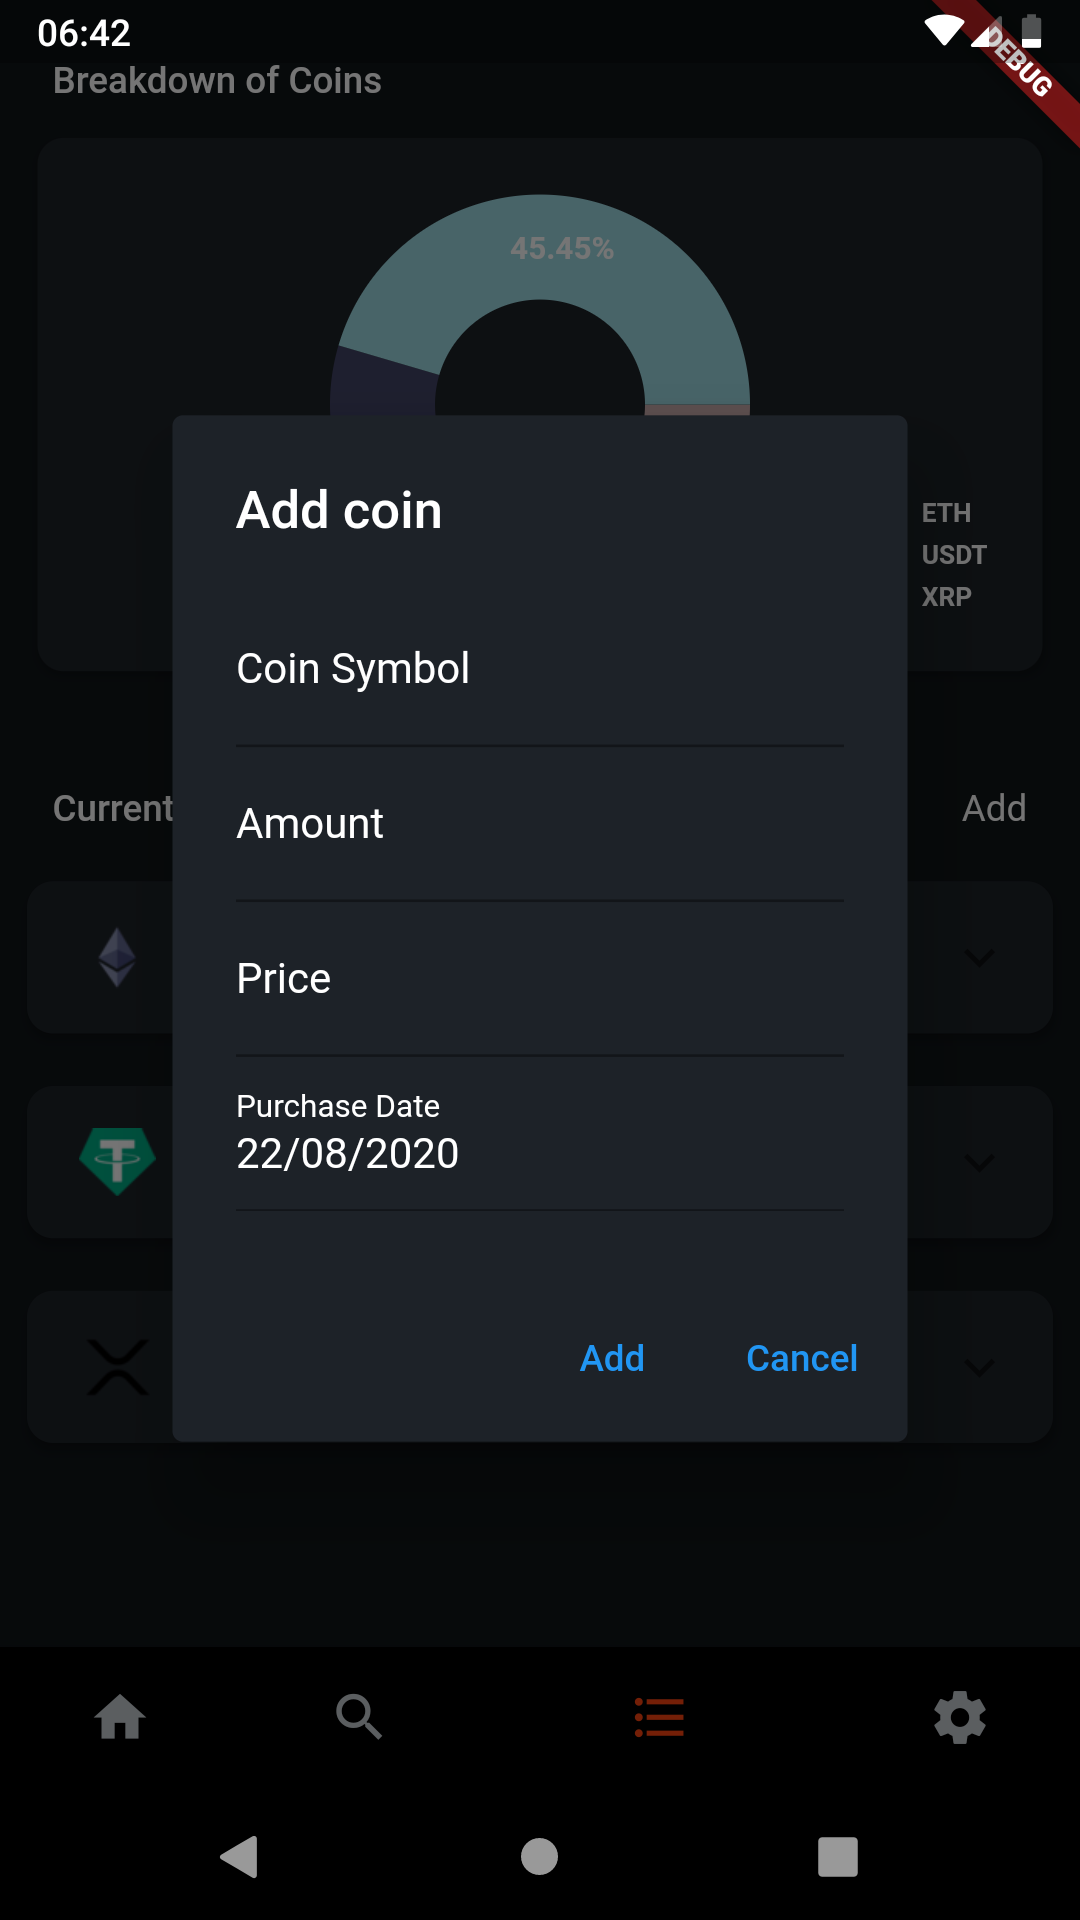 06:42
DEBUG
Breakdown of Coins
45.45%
ETH
USDT
XRP
Current
Add
Add coin
Coin Symbol
Amount
Price
Purchase Date
22/08/2020
Add
Cancel